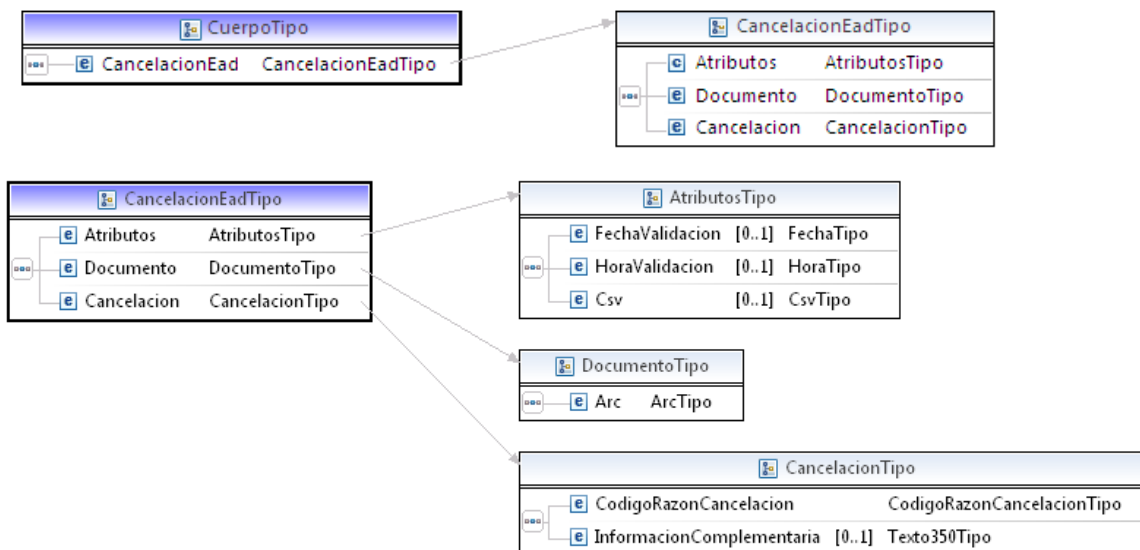 CuerpoTipo
e CancelacionEad CancelacionEadTipo
CancelacionEadTipo
e Atributos AtributosTipo
e Documento DocumentoTipo
e Cancelacion CancelacionTipo
CancelacionEadTipo
e Atributos AtributosTipo
e Documento DocumentoTipo
e Cancelacion CancelacionTipo
AtributosTipo
e FechaValidacion [0..1] FechaTipo
e HoraValidacion [0..1] HoraTipo
e Csv [0..1] CsvTipo
DocumentoTipo
e Arc ArcTipo
CancelacionTipo
e CodigoRazonCancelacion CodigoRazonCancelacionTipo
e InformacionComplementaria [0..1] Texto350Tipo